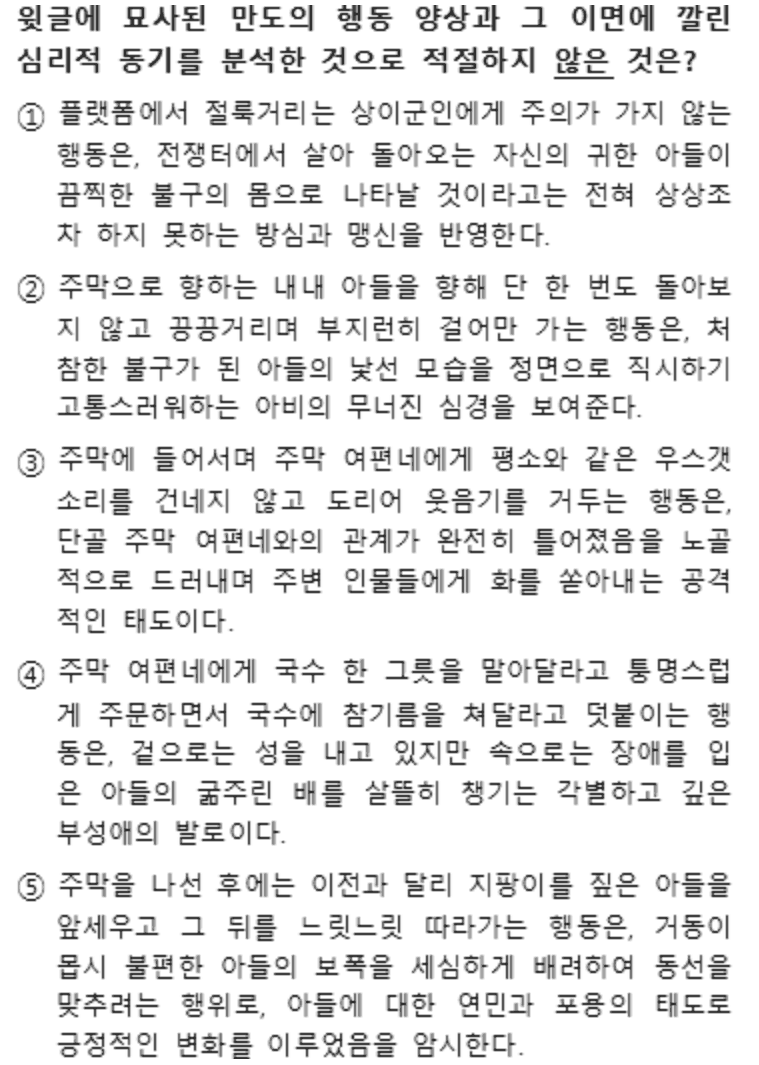 윗글에 묘사된 만도의 행동 양상과 그 이면에 깔린
심리적 동기를 분석한 것으로 적절하지 않은 것은?
① 플랫폼에서 절룩거리는 상이군인에게 주의가 가지 않는
행동은, 전쟁터에서 살아 돌아오는 자신의 귀한 아들이
끔찍한 불구의 몸으로 나타날 것이라고는 전혀 상상조
차 하지 못하는 방심과 맹신을 반영한다.
② 주막으로 향하는 내내 아들을 향해 단 한 번도 돌아보
지 않고 끙끙거리며 부지런히 걸어만 가는 행동은, 처
참한 불구가 된 아들의 낯선 모습을 정면으로 직시하기
고통스러워하는 아비의 무너진 심경을 보여준다.
③ 주막에 들어서며 주막 여편네에게 평소와 같은 우스갯
소리를 건네지 않고 도리어 웃음기를 거두는 행동은,
단골 주막 여편네와의 관계가 완전히 틀어졌음을 노골
적으로 드러내며 주변 인물들에게 화를 쏟아내는 공격
적인 태도이다.
④ 주막 여편네에게 국수 한 그릇을 말아달라고 퉁명스럽
게 주문하면서 국수에 참기름을 쳐달라고 덧붙이는 행
동은, 겉으로는 성을 내고 있지만 속으로는 장애를 입
은 아들의 굶주린 배를 살뜰히 챙기는 각별하고 깊은
부성애의 발로이다.
⑤ 주막을 나선 후에는 이전과 달리 지팡이를 짚은 아들을
앞세우고 그 뒤를 느릿느릿 따라가는 행동은, 거동이
몹시 불편한 아들의 보폭을 세심하게 배려하여 동선을
맞추려는 행위로, 아들에 대한 연민과 포용의 태도로
긍정적인 변화를 이루었음을 암시한다.